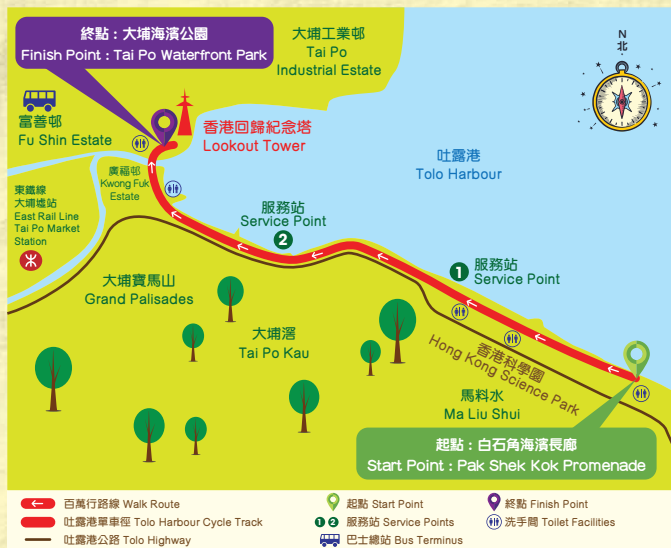 終點：大埔海濱公園
Finish Point : Tai Po Waterfront Park
大埔工業邨
Tai Po
Industrial Estate
N
北
富善邨
Fu Shin Estate
香港回歸紀念塔
Lookout Tower
吐露港
Tolo Harbour
廣福邨
Kwong Fuk
Estate
東鐵線
大埔墟站
East Rail Line
Tai Po Market
Station
服務站
Service Point
2
服務站
Service Point
1
大埔寶馬山
Grand Palisades
大埔滘
Tai Po Kau
香港科學園
Hong Kong Science Park
馬料水
Ma Liu Shui
起點：白石角海濱長廊
Start Point : Pak Shek Kok Promenade
百萬行路線 Walk Route
起點 Start Point
終點 Finish Point
吐露港單車徑 Tolo Harbour Cycle Track
1 2 服務站 Service Points
洗手間 Toilet Facilities
吐露港公路 Tolo Highway
巴士總站 Bus Terminus